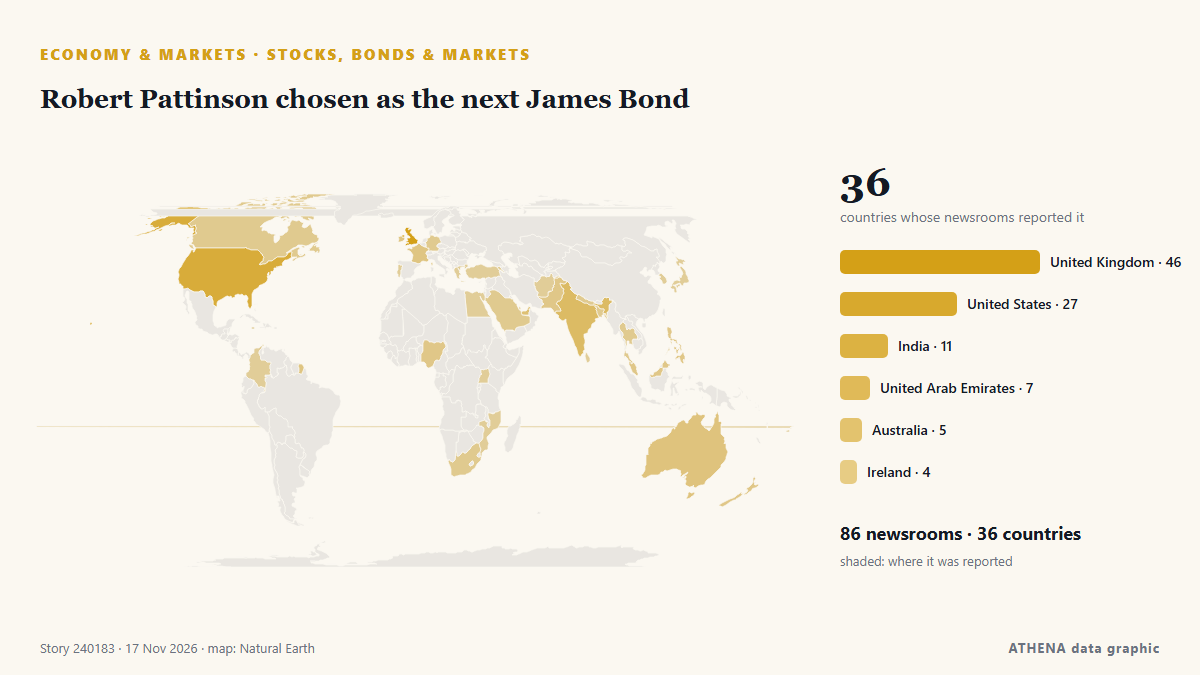 ECONOMY & MARKETS · STOCKS, BONDS & MARKETS
Robert Pattinson chosen as the next James Bond
36
countries whose newsrooms reported it
United Kingdom · 46
United States · 27
India · 11
United Arab Emirates · 7
Australia · 5
Ireland · 4
86 newsrooms · 36 countries
shaded: where it was reported
Story 240183 · 17 Nov 2026 · map: Natural Earth
ATHENA data graphic